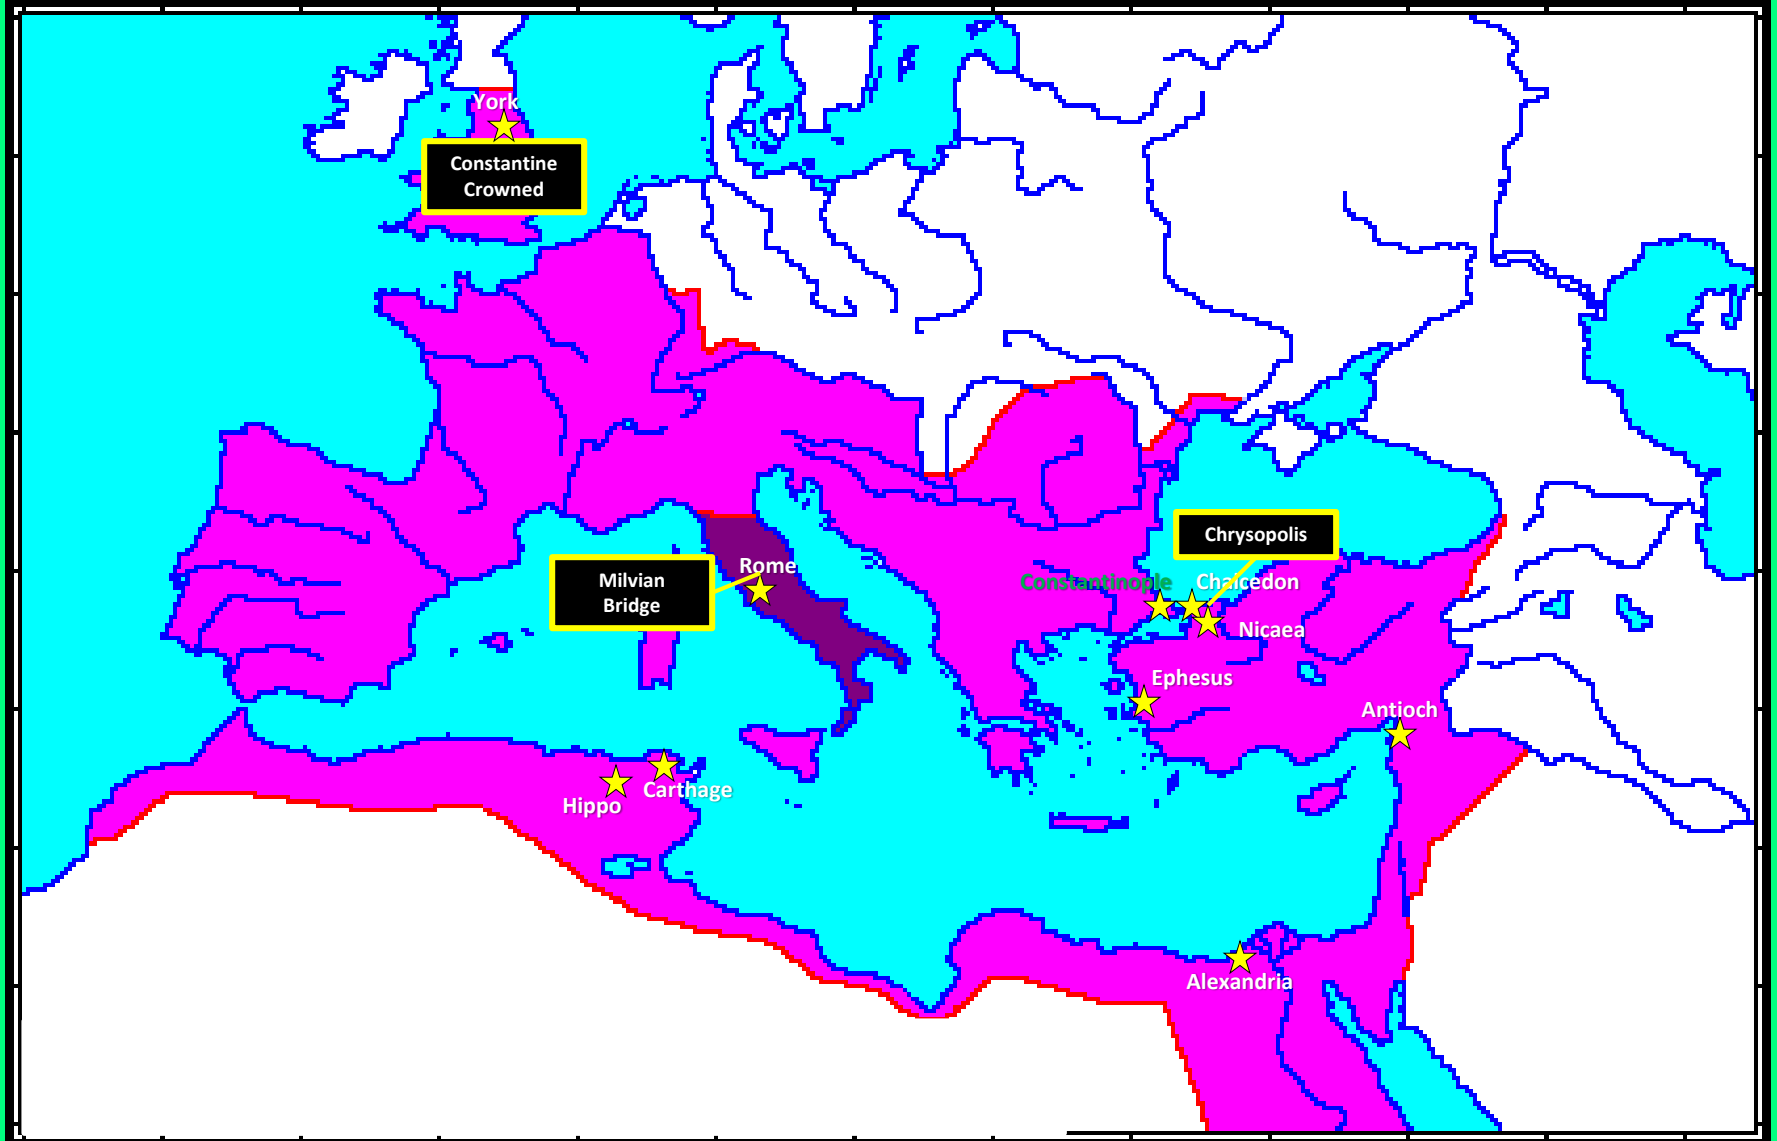 York
Constantine
Crowned
Chrysopolis
Rome
Milvian
Bridge
Constantinople
Chalcedon
Nicaea
Ephesus
Antioch
Carthage
Hippo
Alexandria